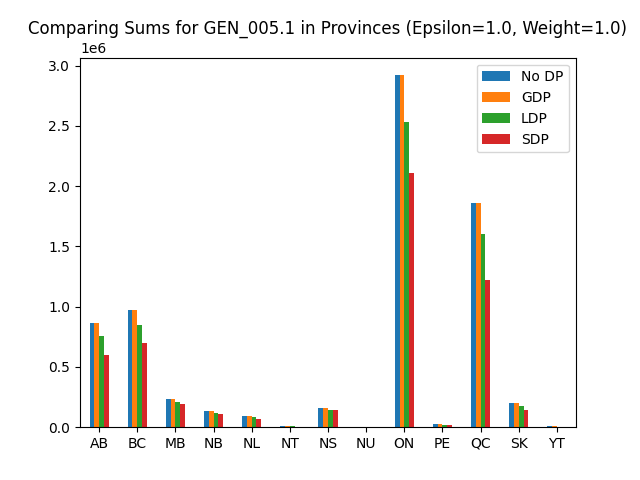 Comparing Sums for GEN_005.1 in Provinces (Epsilon=1.0, Weight=1.0)
1e6
3.0
2.5
2.0
1.5
1.0
0.5
0.0
No DP
GDP
LDP
SDP
AB BC MB NB NL NT NS NU ON PE QC SK YT